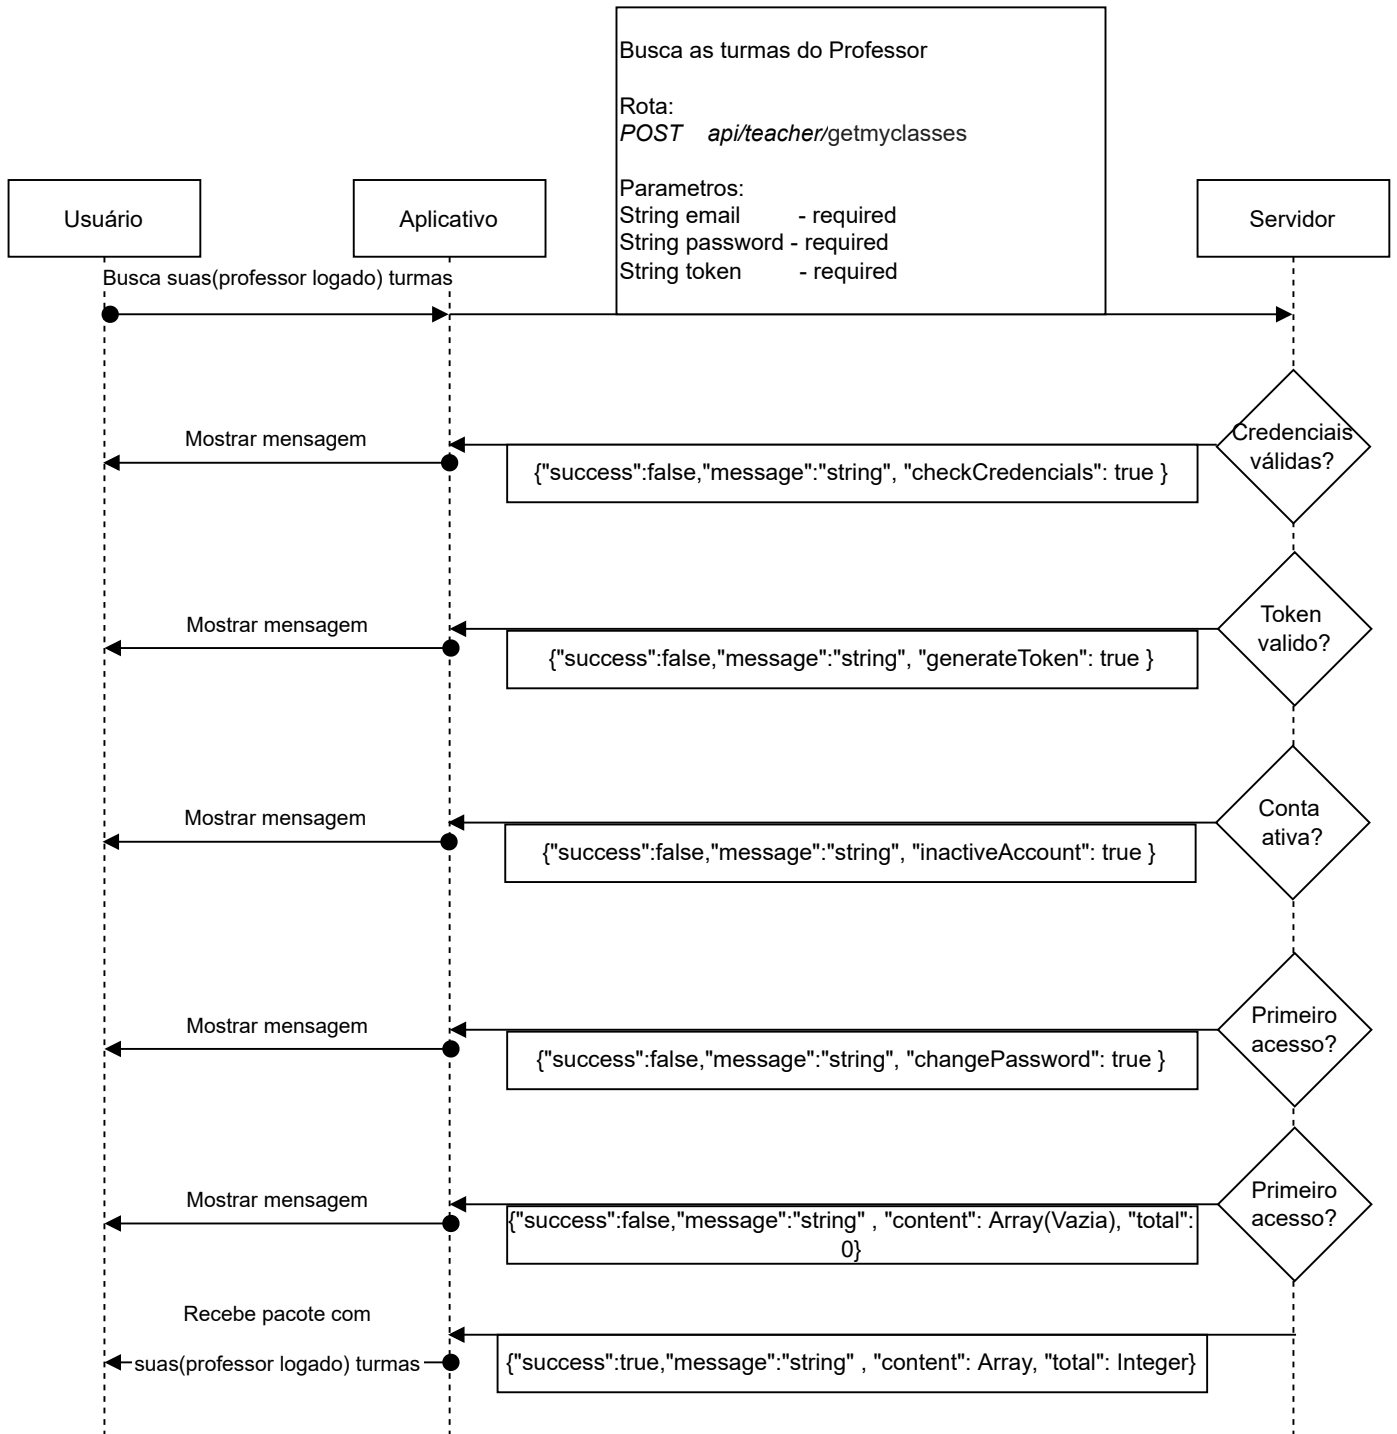 Busca as turmas do Professor
Rota:
POST api/teacher/getmyclasses
Parametros:
String email - required
String password - required
String token - required
Usuário
Aplicativo
Servidor
Busca suas(professor logado) turmas
Credenciais
válidas?
Mostrar mensagem
{"success":false,"message":"string", "checkCredencials": true }
Token
valido?
Mostrar mensagem
{"success":false,"message":"string", "generateToken": true }
Conta
ativa?
Mostrar mensagem
{"success":false,"message":"string", "inactiveAccount": true }
Primeiro
acesso?
Mostrar mensagem
{"success":false,"message":"string", "changePassword": true }
Primeiro
acesso?
Mostrar mensagem
{"success":false,"message":"string" , "content": Array(Vazia), "total":
0}
Recebe pacote com
suas(professor logado) turmas
{"success":true,"message":"string" , "content": Array, "total": Integer}